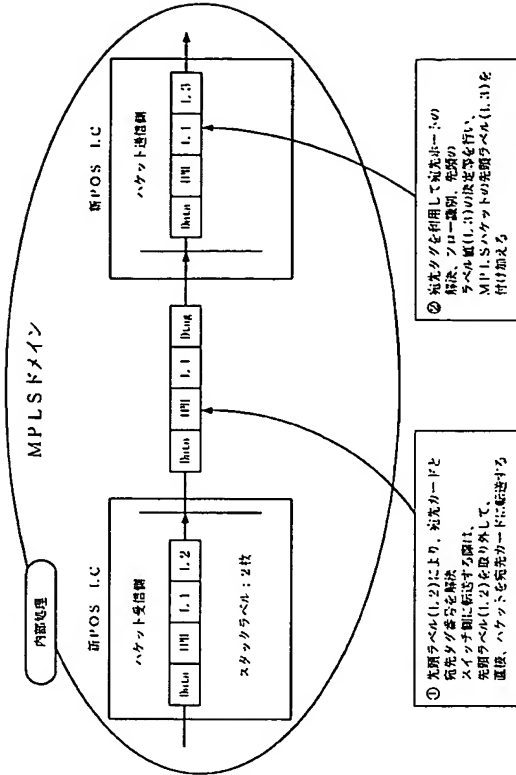 内部処理
MPLSドメイン
新POS LC
パケット受信側
Data
L1
L2
スタックラベル：2枚
Data
L1
Dtag
新POS LC
パケット送信側
Data
L1
L3
① 先頭ラベル(L2)により、宛先カードと
宛先タグ番号を解決
スイッチ側に転送する際は、
先頭ラベル(L2)を取り外して、
直後、パケットを宛先カードに転送する
② 宛先タグを利用して宛先ポートの
解決、フロー識別、先頭の
ラベル値(L3)の決定等を行い、
MPLSパケットの先頭ラベル(L3)を
付け加える